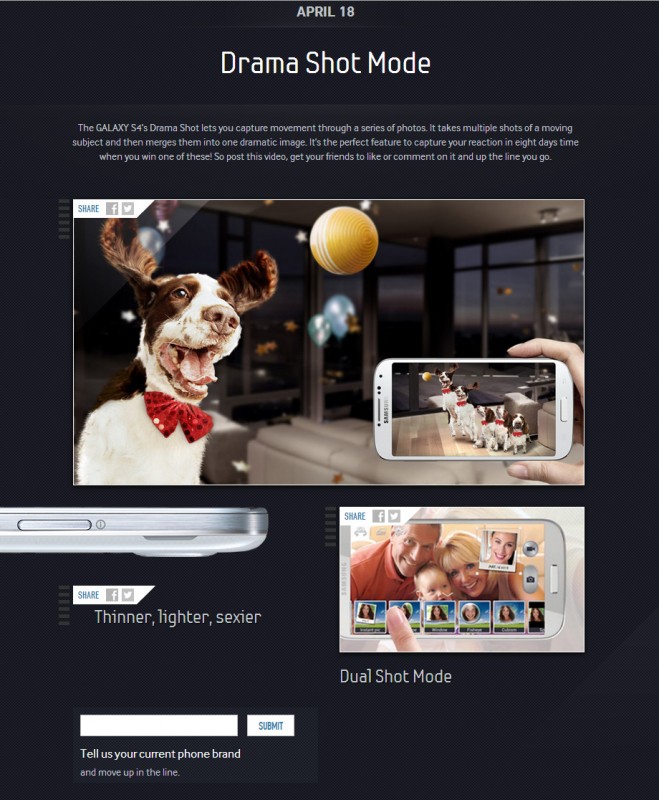 APRIL 18
Drama Shot Mode
The GALAXY S4's Drama Shot lets you capture movement through a series of photos. It takes multiple shots of a moving
subject and then merges them into one dramatic image. It's the perfect feature to capture your reaction in eight days time
when you win one of these! So post this video, get your friends to like or comment on it and up the line you go.
SHARE
SAMSUNG
SHARE
SAMSUNG
SHARE
Thinner, lighter, sexier
Dual Shot Mode
SUBMIT
Tell us your current phone brand
and move up in the line.